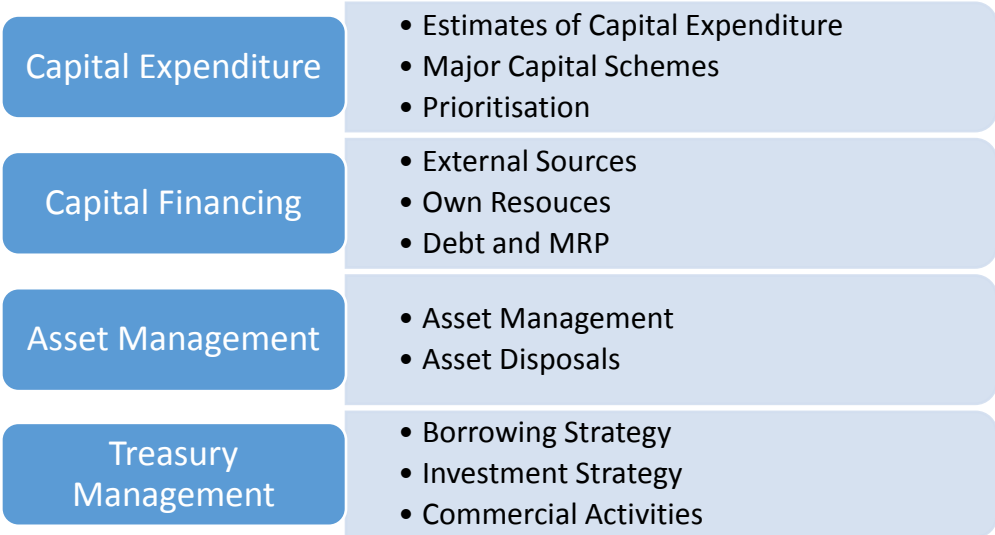 Capital Expenditure
• Estimates of Capital Expenditure
• Major Capital Schemes
• Prioritisation
Capital Financing
• External Sources
• Own Resouces
• Debt and MRP
Asset Management
• Asset Management
• Asset Disposals
Treasury
Management
• Borrowing Strategy
• Investment Strategy
• Commercial Activities